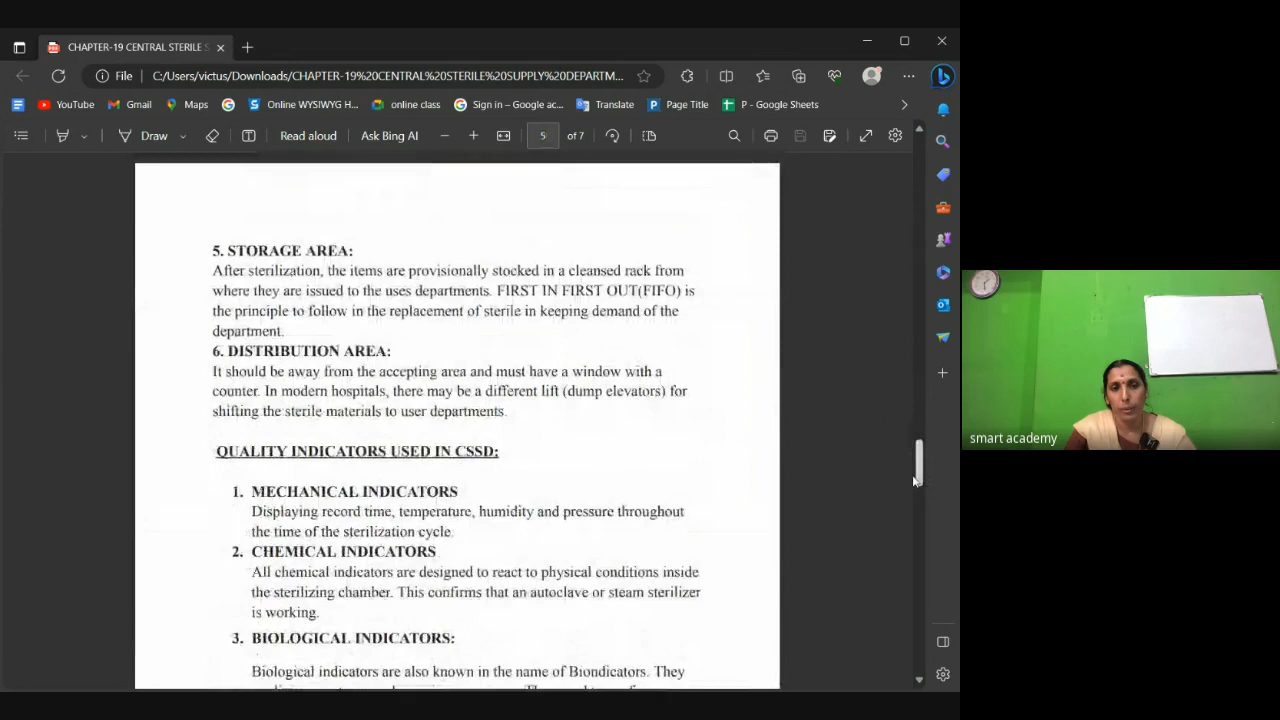 CHAPTER-19 CENTRAL STERILE S
File
C:/Users/victus/Downloads/CHAPTER-19%20CENTRAL%20STERILE%20SUPPLY%20DEPARTM...
YouTube
Gmail
Maps
Online WYSIWYG H...
online class
Sign in – Google ac...
Translate
Page Title
P - Google Sheets
Draw
Read aloud
Ask Bing AI
5
of 7
5. STORAGE AREA:
After sterilization, the items are provisionally stocked in a cleansed rack from
where they are issued to the uses departments. FIRST IN FIRST OUT(FIFO) is
the principle to follow in the replacement of sterile in keeping demand of the
department.
6. DISTRIBUTION AREA:
It should be away from the accepting area and must have a window with a
counter. In modern hospitals, there may be a different lift (dump elevators) for
shifting the sterile materials to user departments.
QUALITY INDICATORS USED IN CSSD:
1. MECHANICAL INDICATORS
Displaying record time, temperature, humidity and pressure throughout
the time of the sterilization cycle.
2. CHEMICAL INDICATORS
All chemical indicators are designed to react to physical conditions inside
the sterilizing chamber. This confirms that an autoclave or steam sterilizer
is working.
3. BIOLOGICAL INDICATORS:
Biological indicators are also known in the name of Biondicators. They
smart academy